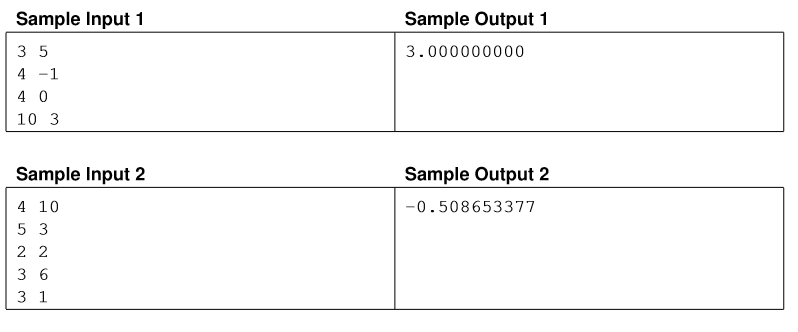 Sample Input 1
Sample Output 1
3 5
3.000000000
4 -1
4 0
10 3
Sample Input 2
Sample Output 2
4 10
-0.508653377
5 3
2 2
3 6
3 1